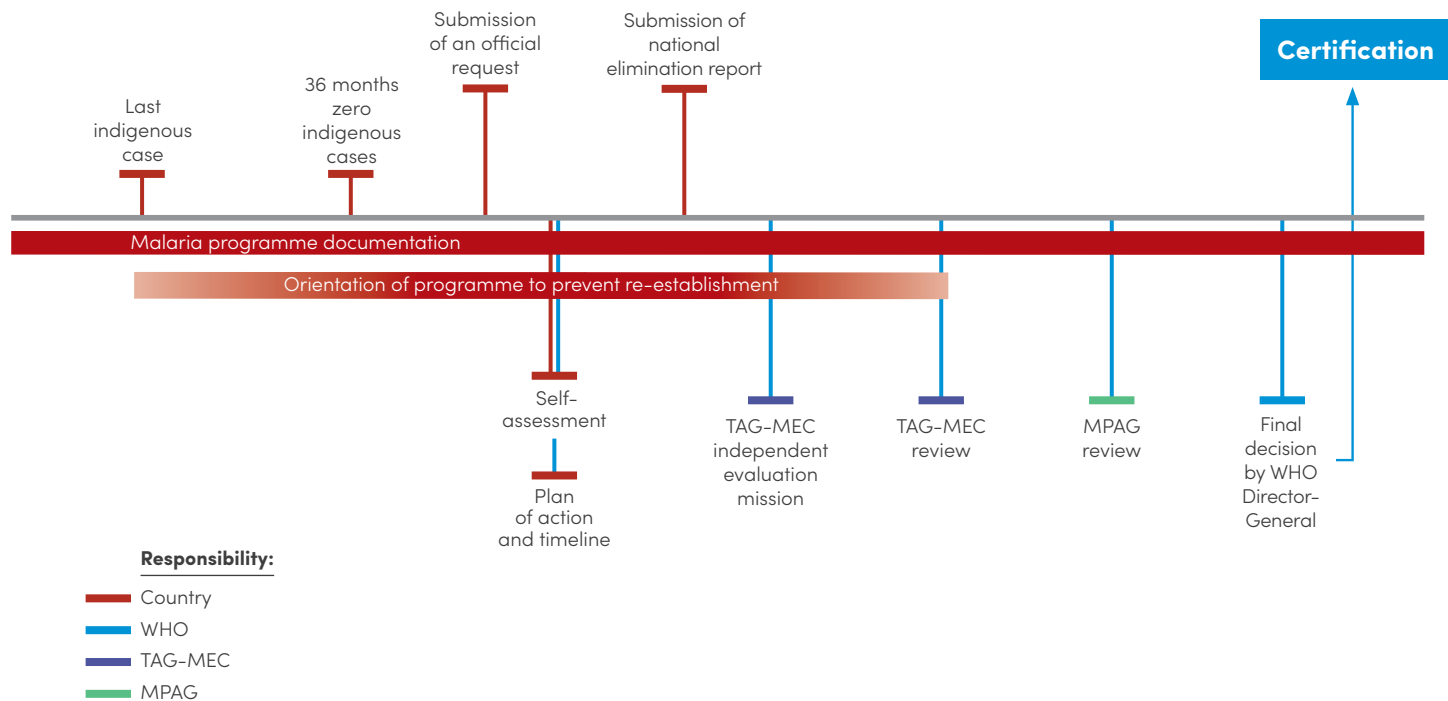 Submission
of an official
request
Submission of
national
elimination report
Certification
Last
indigenous
case
36 months
zero
indigenous
cases
Malaria programme documentation
Orientation of programme to prevent re-establishment
Self-
assessment
Plan
of action
and timeline
TAG-MEC
independent
evaluation
mission
TAG-MEC
review
MPAG
review
Final
decision
by WHO
Director-
General
Responsibility:
Country
WHO
TAG-MEC
MPAG